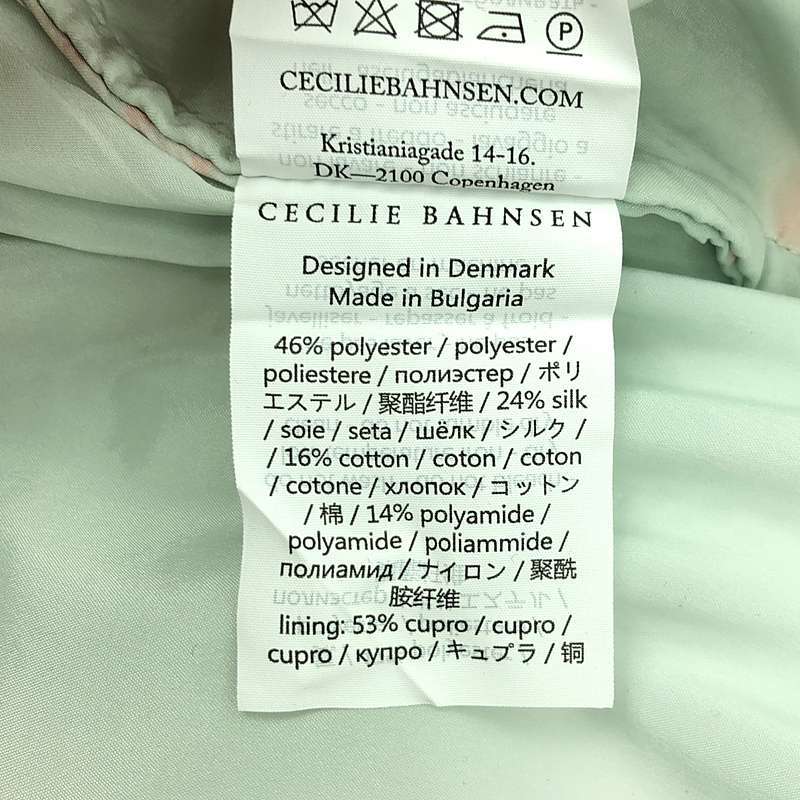 CECILIEBAHNSEN.COM
Kristianiagade 14-16.
DK—2100 Copenhagen
CECILIE BAHNSEN
Designed in Denmark
Made in Bulgaria
46% polyester / polyester /
poliestere / полиэстер / ポリ
エステル / 聚酯纤维 / 24% silk
/ soie / seta / шёлк / シルク /
/ 16% cotton / coton / coton
/ cotone / хлопок / コットン
/ 棉 / 14% polyamide /
polyamide / poliammide /
полиамид / ナイロン / 聚酰
胺纤维
lining: 53% cupro / cupro /
cupro / купро / キュプラ / 铜